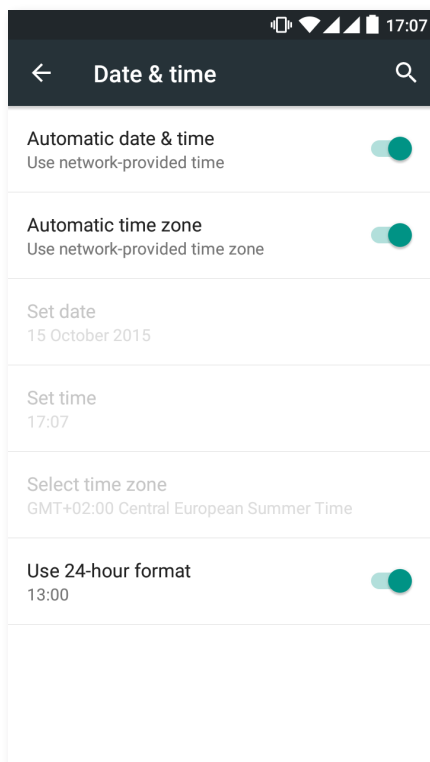 17:07
Date & time
Automatic date & time
Use network-provided time
Automatic time zone
Use network-provided time zone
Set date
15 October 2015
Set time
17:07
Select time zone
GMT+02:00 Central European Summer Time
Use 24-hour format
13:00